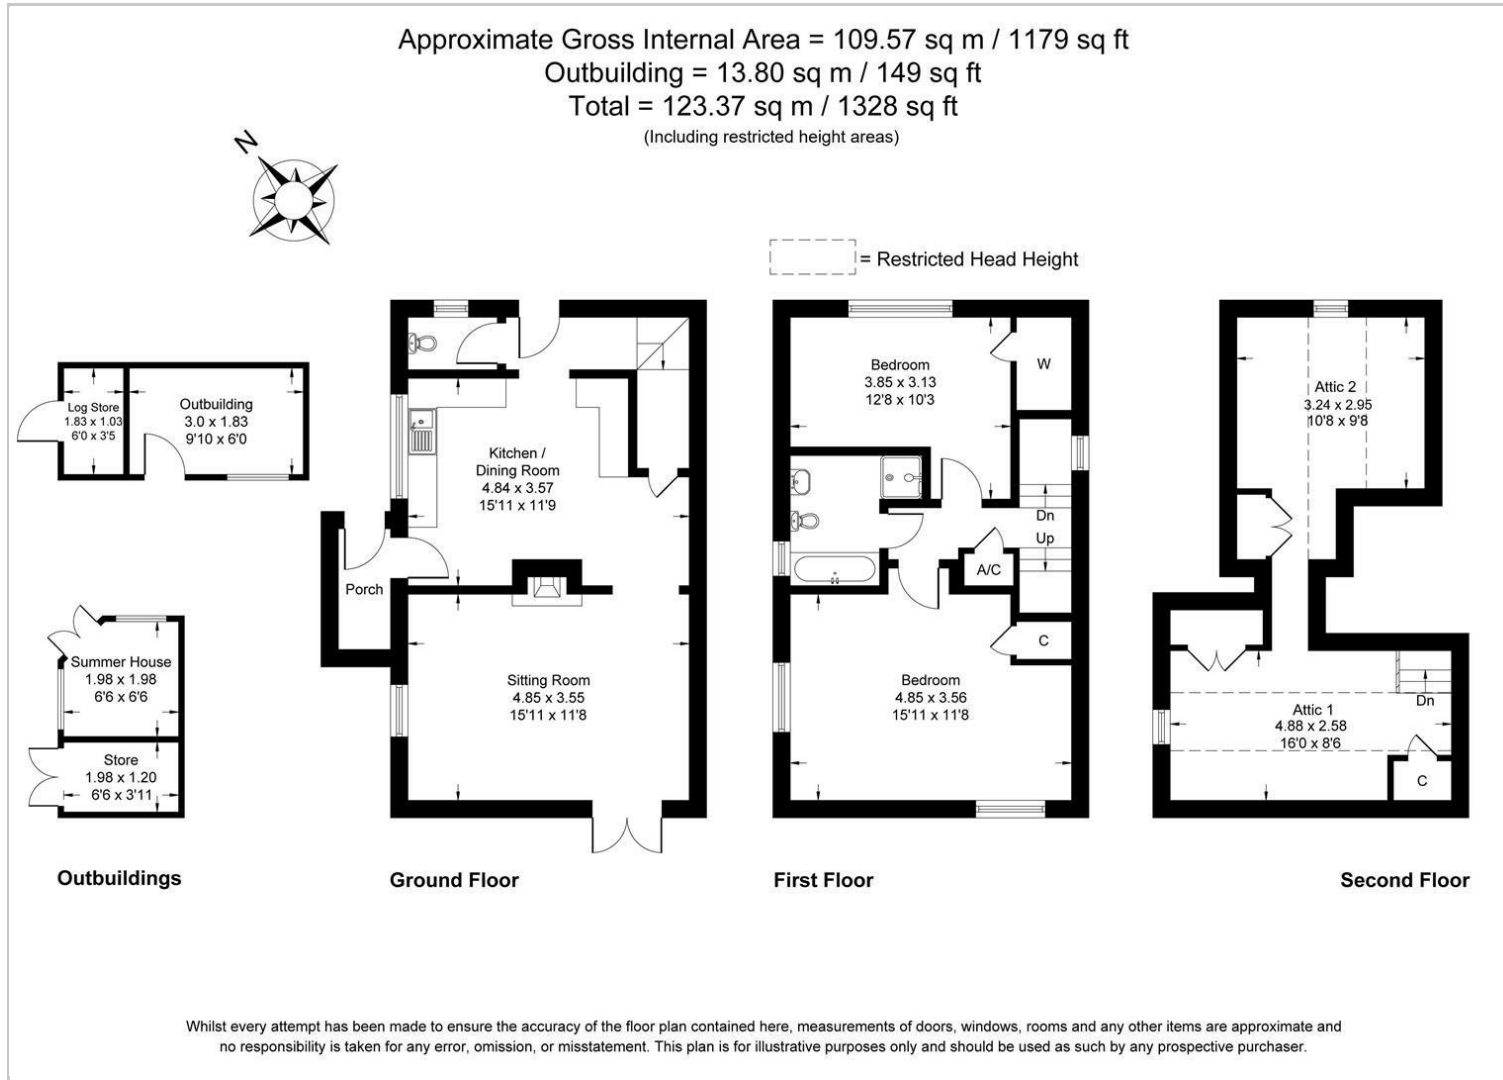 Approximate Gross Internal Area = 109.57 sq m / 1179 sq ft
Outbuilding = 13.80 sq m / 149 sq ft
Total = 123.37 sq m / 1328 sq ft
(Including restricted height areas)
N
= Restricted Head Height
Log Store
1.83 x 1.03
6'0 x 3'5
Outbuilding
3.0 x 1.83
9'10 x 6'0
Summer House
1.98 x 1.98
6'6 x 6'6
Store
1.98 x 1.20
6'6 x 3'11
Outbuildings
Kitchen /
Dining Room
4.84 x 3.57
15'11 x 11'9
Porch
Sitting Room
4.85 x 3.55
15'11 x 11'8
Ground Floor
Bedroom
3.85 x 3.13
12'8 x 10'3
W
Dn
Up
A/C
C
Bedroom
4.85 x 3.56
15'11 x 11'8
First Floor
Attic 2
3.24 x 2.95
10'8 x 9'8
Attic 1
4.88 x 2.58
16'0 x 8'6
Dn
C
Second Floor
Whilst every attempt has been made to ensure the accuracy of the floor plan contained here, measurements of doors, windows, rooms and any other items are approximate and
no responsibility is taken for any error, omission, or misstatement. This plan is for illustrative purposes only and should be used as such by any prospective purchaser.